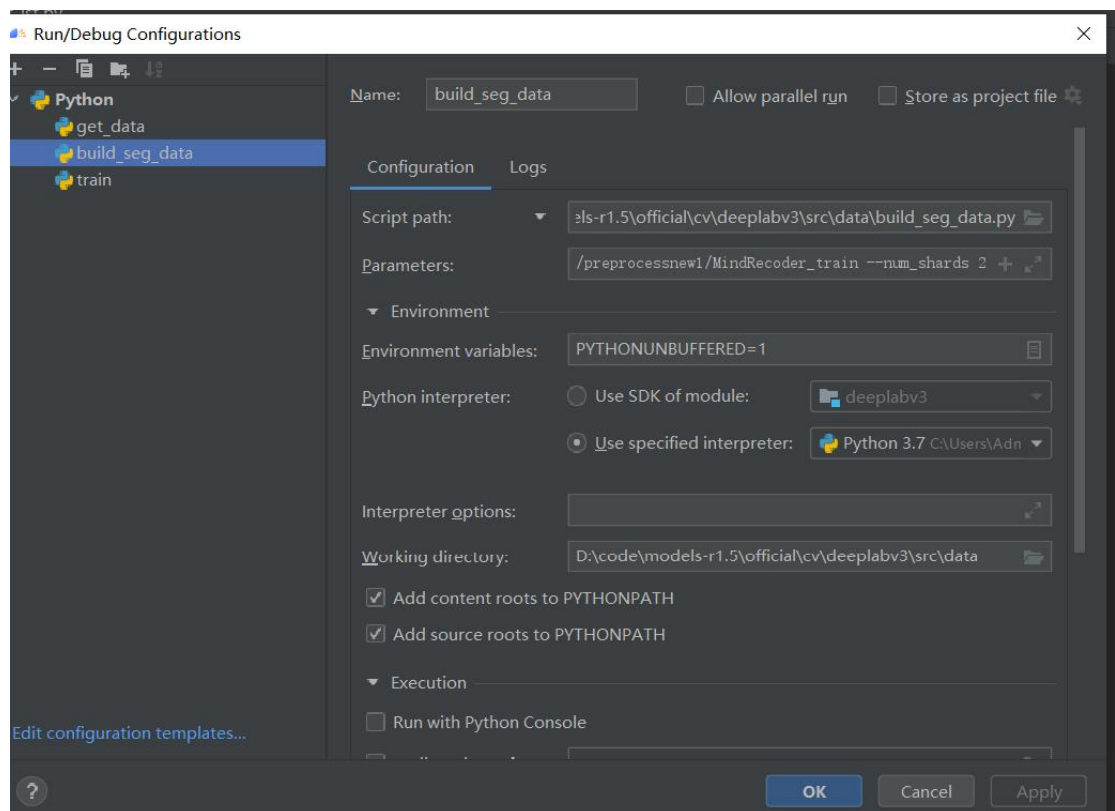 Run/Debug Configurations
Python
get_data
build_seg_data
train
Edit configuration templates...
Name: build_seg_data Allow parallel run Store as project file
Configuration Logs
Script path: els-r1.5\official\cv\deeplabv3\src\data\build_seg_data.py
Parameters: /preprocessnew1/MindRecoder_train --num_shards 2
Environment
Environment variables: PYTHONUNBUFFERED=1
Python interpreter: Use SDK of module: deeplabv3
Use specified interpreter: Python 3.7 C:\Users\Adn
Interpreter options:
Working directory: D:\code\models-r1.5\official\cv\deeplabv3\src\data
Add content roots to PYTHONPATH
Add source roots to PYTHONPATH
Execution
Run with Python Console
? OK Cancel Apply